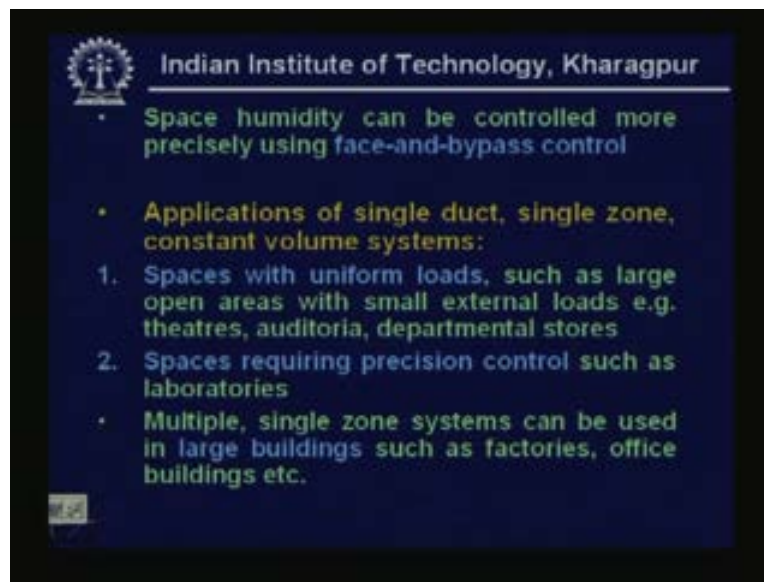 Indian Institute of Technology, Kharagpur
• Space humidity can be controlled more
precisely using face-and-bypass control
• Applications of single duct, single zone,
constant volume systems:
1. Spaces with uniform loads, such as large
open areas with small external loads e.g.
theatres, auditoria, departmental stores
2. Spaces requiring precision control such as
laboratories
• Multiple, single zone systems can be used
in large buildings such as factories, office
buildings etc.